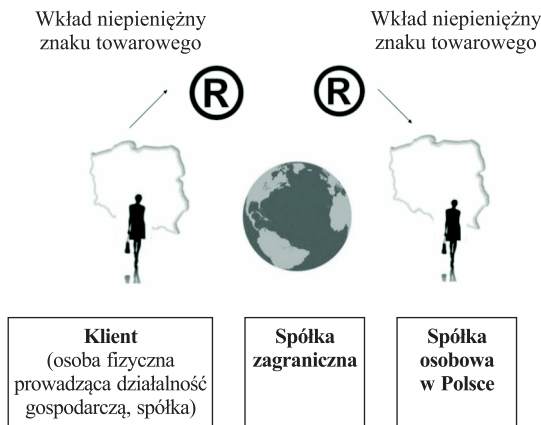 Wkład niepieniężny
znaku towarowego
Wkład niepieniężny
znaku towarowego
®
®
Klient
(osoba fizyczna
prowadząca działalność
gospodarczą, spółka)
Spółka
zagraniczna
Spółka
osobowa
w Polsce